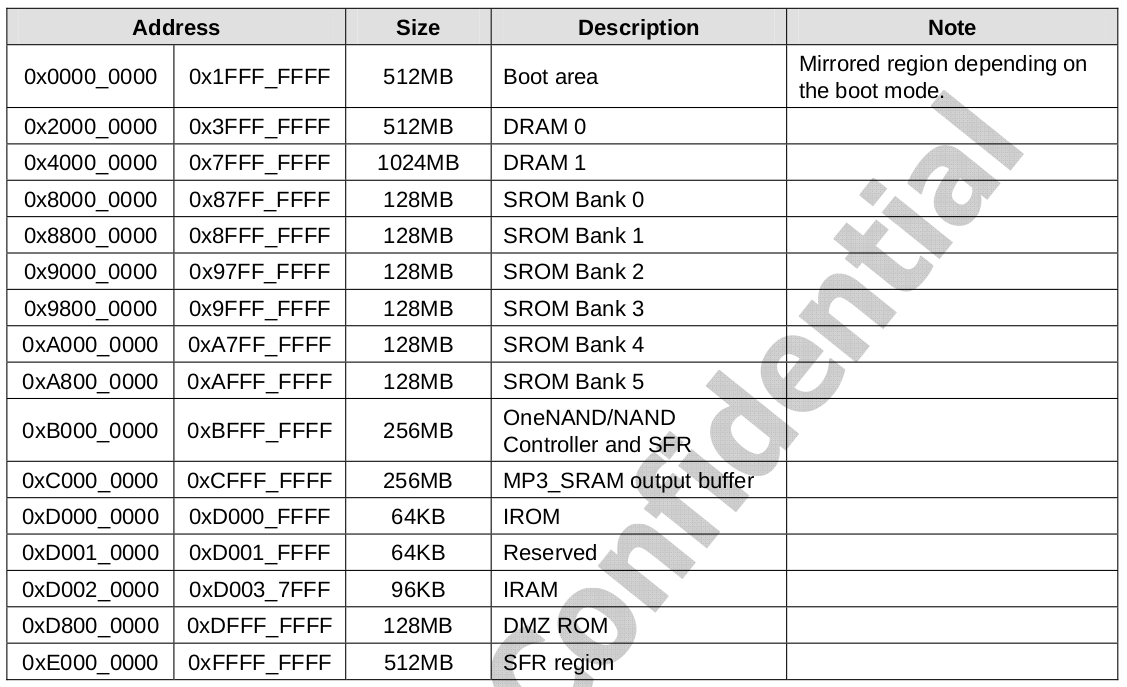 Address Size Description Note
0x0000_0000 0x1FFF_FFFF 512MB Boot area Mirrored region depending on
the boot mode.
0x2000_0000 0x3FFF_FFFF 512MB DRAM 0
0x4000_0000 0x7FFF_FFFF 1024MB DRAM 1
0x8000_0000 0x87FF_FFFF 128MB SROM Bank 0
0x8800_0000 0x8FFF_FFFF 128MB SROM Bank 1
0x9000_0000 0x97FF_FFFF 128MB SROM Bank 2
0x9800_0000 0x9FFF_FFFF 128MB SROM Bank 3
0xA000_0000 0xA7FF_FFFF 128MB SROM Bank 4
0xA800_0000 0xAFFF_FFFF 128MB SROM Bank 5
0xB000_0000 0xBFFF_FFFF 256MB OneNAND/NAND
Controller and SFR
0xC000_0000 0xCFFF_FFFF 256MB MP3_SRAM output buffer
0xD000_0000 0xD000_FFFF 64KB IROM
0xD001_0000 0xD001_FFFF 64KB Reserved
0xD002_0000 0xD003_7FFF 96KB IRAM
0xD800_0000 0xDFFF_FFFF 128MB DMZ ROM
0xE000_0000 0xFFFF_FFFF 512MB SFR region
Confidential